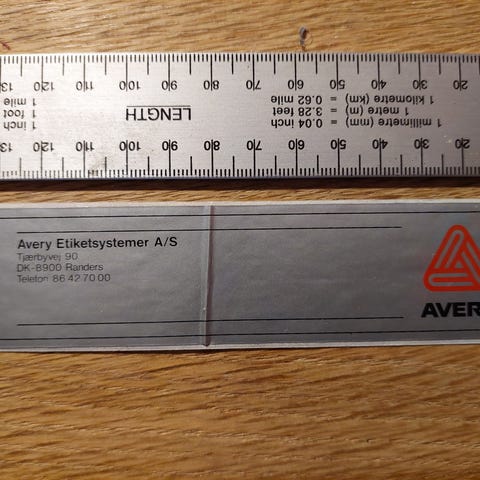 20 30 40 50 60 70 80 90 100 110 120 13
1 millimetre (mm) = 0.04 inch 1 inch
1 metre (m) = 3.28 feet LENGTH 1 foot
1 kilometre (km) = 0.62 mile 1 mile
20 30 40 50 60 70 80 90 100 110 120 13
Avery Etiketsystemer A/S
Tjærbyvej 90
DK-8900 Randers
Telefon 86 42 70 00
AVER